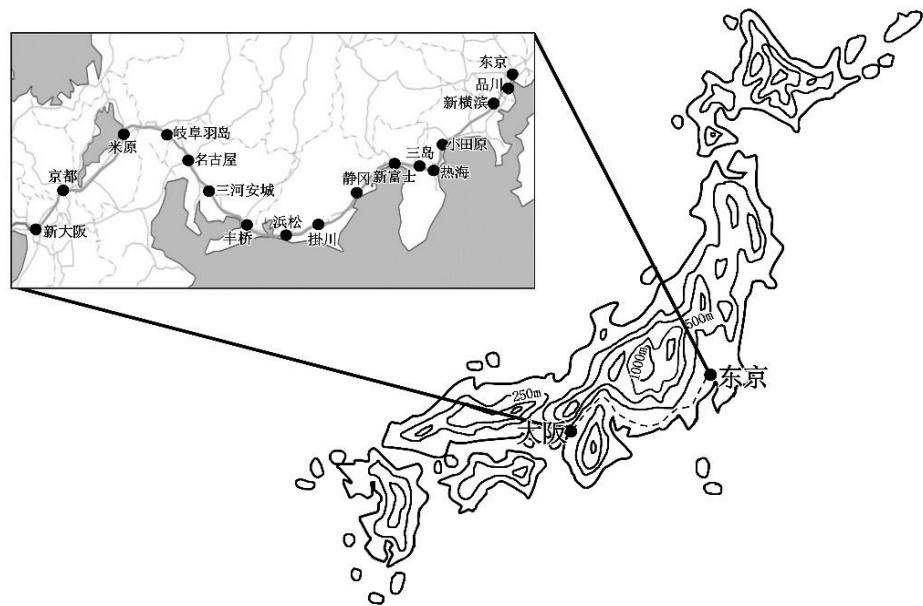 东京
品川
新横滨
小田原
热海
三岛
新富士
静冈
掛川
浜松
丰桥
三河安城
名古屋
岐阜羽岛
米原
京都
新大阪
500m
1000m
250m
东京
大阪